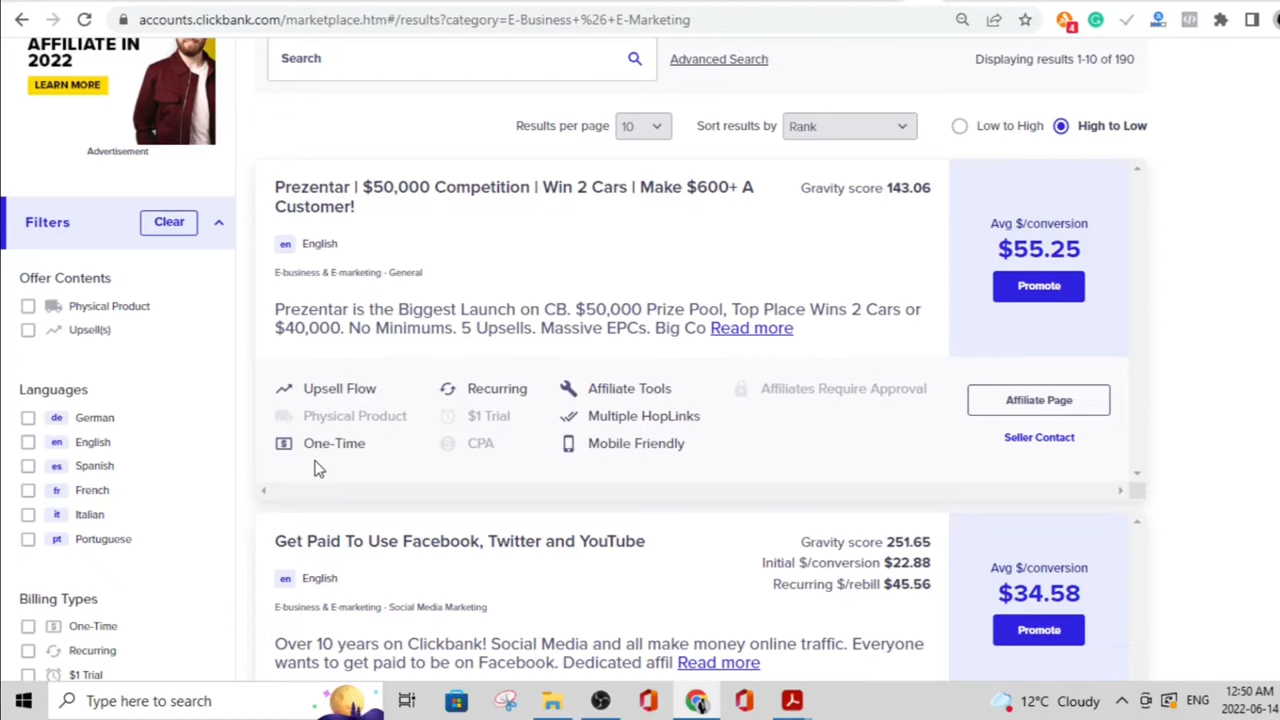 accounts.clickbank.com/marketplace.htm#/results?category=E-Business+%26+E-Marketing
4
AFFILIATE IN
2022
LEARN MORE
Advertisement
Search
Advanced Search
Displaying results 1-10 of 190
Results per page 10
Sort results by Rank
Low to High
High to Low
Filters
Clear
Offer Contents
Physical Product
Upsell(s)
Languages
de German
en English
es Spanish
fr French
it Italian
pt Portuguese
Billing Types
One-Time
Recurring
$1 Trial
Prezentar | $50,000 Competition | Win 2 Cars | Make $600+ A
Customer!
Gravity score 143.06
en English
E-business & E-marketing - General
Prezentar is the Biggest Launch on CB. $50,000 Prize Pool, Top Place Wins 2 Cars or
$40,000. No Minimums. 5 Upsells. Massive EPCs. Big Co Read more
Avg $/conversion
$55.25
Promote
Upsell Flow
Recurring
Affiliate Tools
Affiliates Require Approval
Physical Product
$1 Trial
Multiple HopLinks
One-Time
CPA
Mobile Friendly
Affiliate Page
Seller Contact
Get Paid To Use Facebook, Twitter and YouTube
Gravity score 251.65
Initial $/conversion $22.88
Recurring $/rebill $45.56
en English
E-business & E-marketing - Social Media Marketing
Over 10 years on Clickbank! Social Media and all make money online traffic. Everyone
wants to get paid to be on Facebook. Dedicated affil Read more
Avg $/conversion
$34.58
Promote
Type here to search
12°C Cloudy
ENG
12:50 AM
2022-06-14